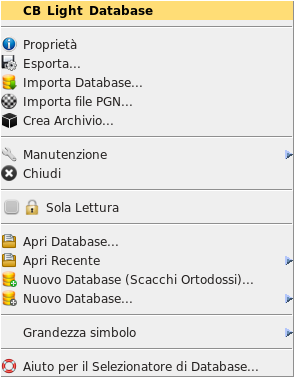 CB Light Database
Proprietà
Esporta...
Importa Database...
Importa file PGN...
Crea Archivio...
Manutenzione
Chiudi
Sola Lettura
Apri Database...
Apri Recente
Nuovo Database (Scacchi Ortodossi)...
Nuovo Database...
Grandezza simbolo
Aiuto per il Selezionatore di Database...